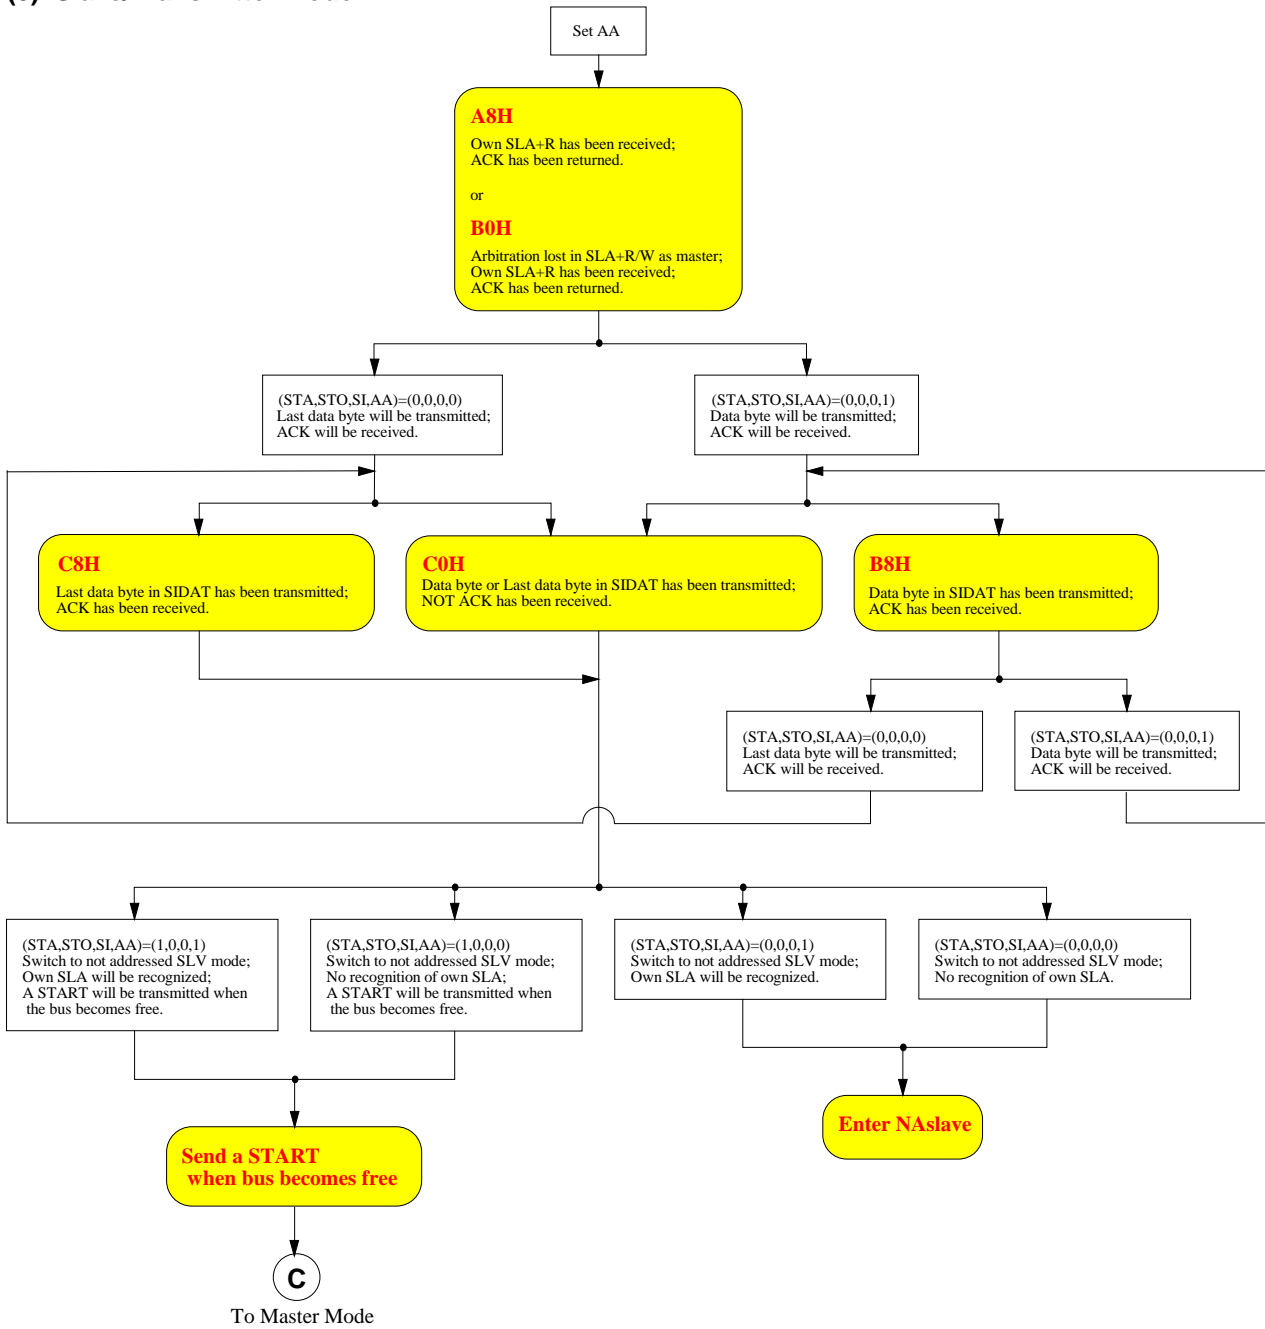 Set AA
A8H
Own SLA+R has been received;
ACK has been returned.
or
B0H
Arbitration lost in SLA+R/W as master;
Own SLA+R has been received;
ACK has been returned.
(STA,STO,SI,AA)=(0,0,0,0)
Last data byte will be transmitted;
ACK will be received.
(STA,STO,SI,AA)=(0,0,0,1)
Data byte will be transmitted;
ACK will be received.
C8H
Last data byte in SIDAT has been transmitted;
ACK has been received.
C0H
Data byte or Last data byte in SIDAT has been transmitted;
NOT ACK has been received.
B8H
Data byte in SIDAT has been transmitted;
ACK has been received.
(STA,STO,SI,AA)=(0,0,0,0)
Last data byte will be transmitted;
ACK will be received.
(STA,STO,SI,AA)=(0,0,0,1)
Data byte will be transmitted;
ACK will be received.
(STA,STO,SI,AA)=(1,0,0,1)
Switch to not addressed SLV mode;
Own SLA will be recognized;
A START will be transmitted when
the bus becomes free.
(STA,STO,SI,AA)=(1,0,0,0)
Switch to not addressed SLV mode;
No recognition of own SLA;
A START will be transmitted when
the bus becomes free.
(STA,STO,SI,AA)=(0,0,0,1)
Switch to not addressed SLV mode;
Own SLA will be recognized.
(STA,STO,SI,AA)=(0,0,0,0)
Switch to not addressed SLV mode;
No recognition of own SLA.
Send a START
when bus becomes free
Enter NAslave
C
To Master Mode